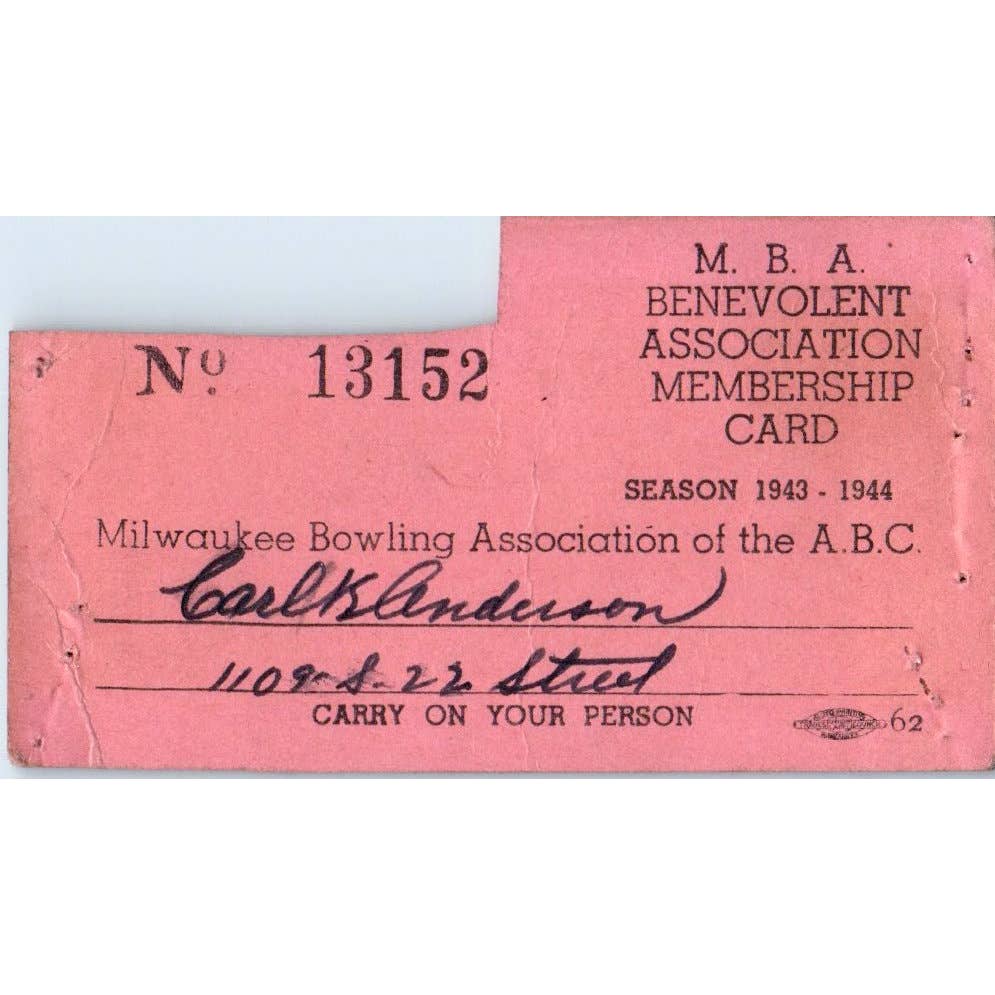 Nº 13152
M. B. A.
BENEVOLENT
ASSOCIATION
MEMBERSHIP
CARD
SEASON 1943 - 1944
Milwaukee Bowling Association of the A.B.C.
Carl K Anderson
1109 S. 22 Street
CARRY ON YOUR PERSON
62